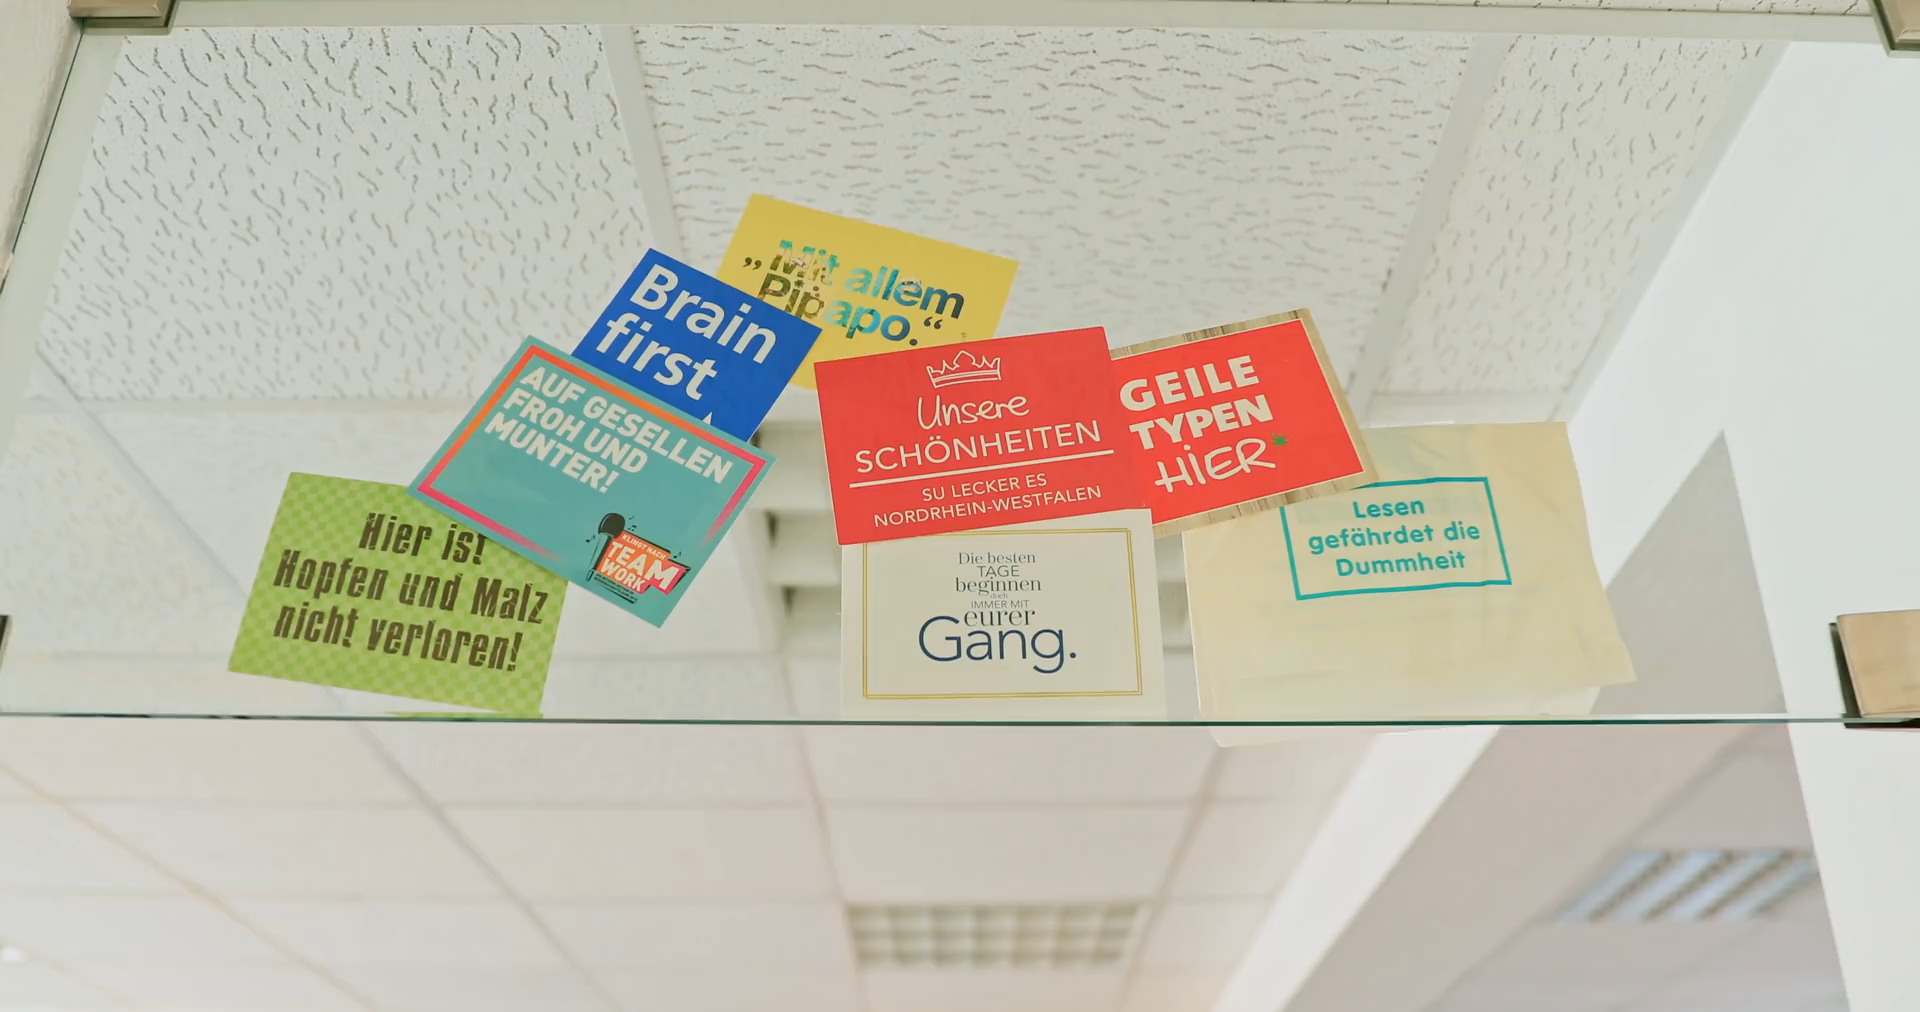 „Mit allem
Pipapo.“
Brain
first
AUF GESELLEN
FROH UND
MUNTER!
KLINGT NACH
TEAM
WORK
Hier ist
Hopfen und Malz
nicht verloren!
Unsere
SCHÖNHEITEN
SU LECKER ES
NORDRHEIN-WESTFALEN
GEILE
TYPEN
HIER*
Die besten
TAGE
beginnen
doch
IMMER MIT
eurer
Gang.
Lesen
gefährdet die
Dummheit